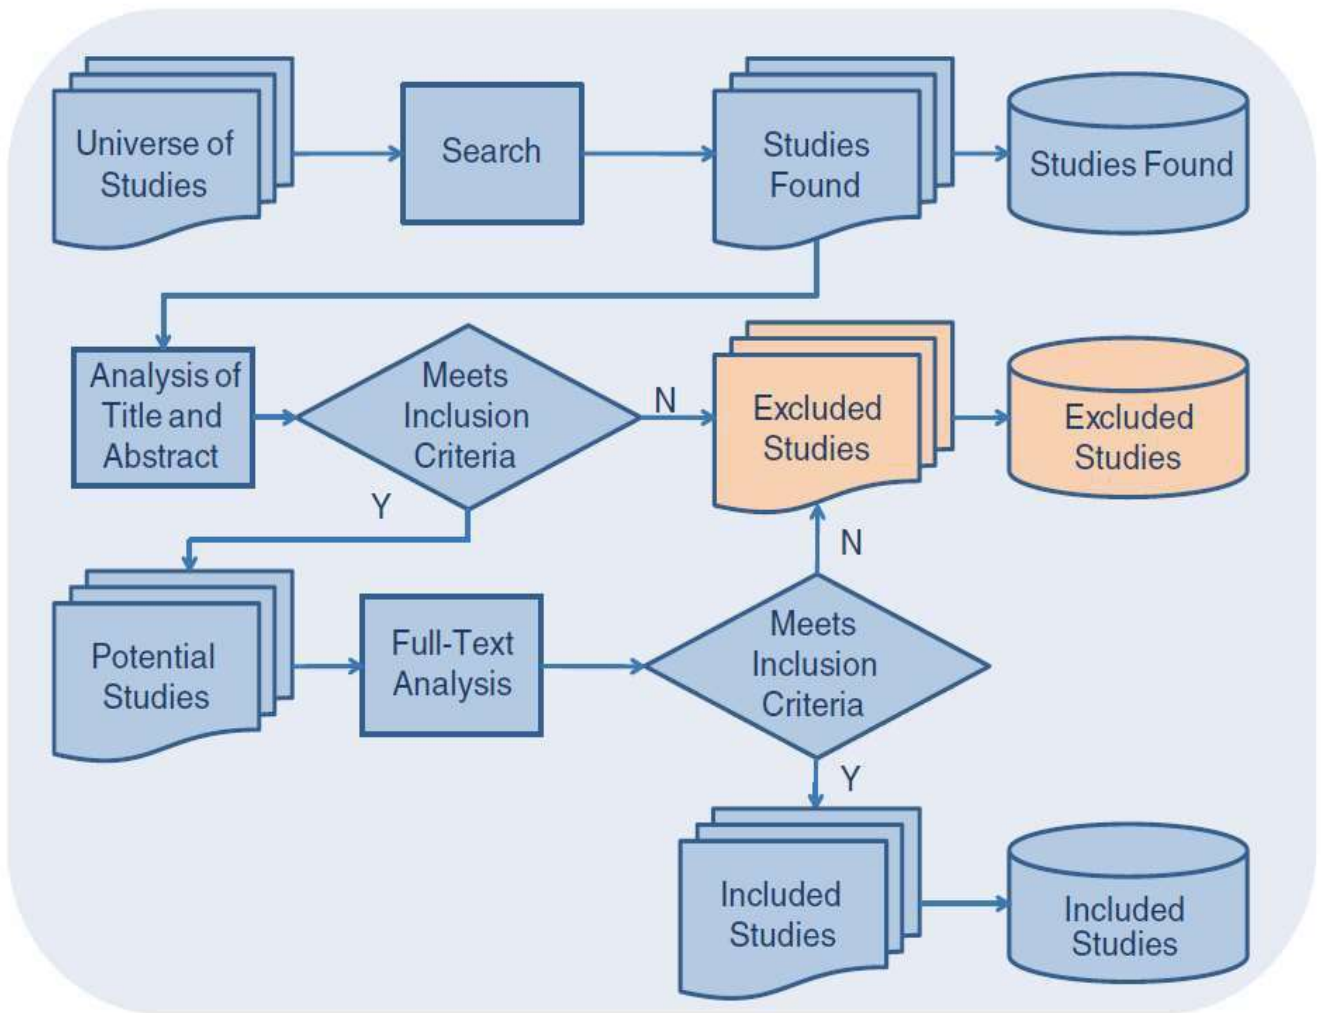 Universe of
Studies
Search
Studies
Found
Studies Found
Analysis of
Title and
Abstract
Meets
Inclusion
Criteria
N
Excluded
Studies
Excluded
Studies
Y
N
Potential
Studies
Full-Text
Analysis
Meets
Inclusion
Criteria
Y
Included
Studies
Included
Studies